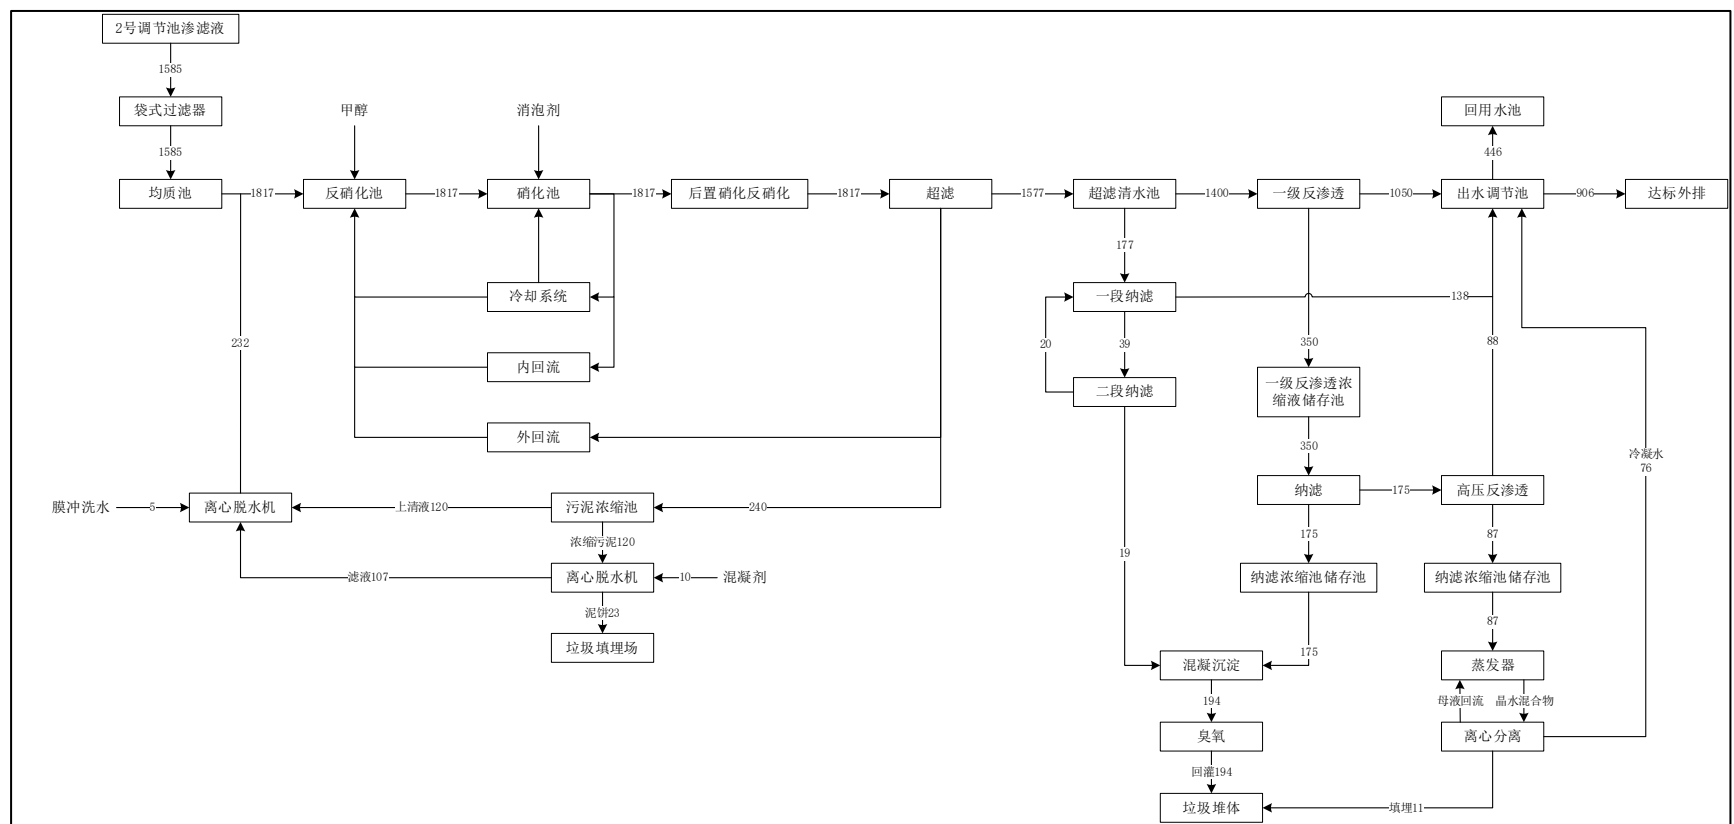 2号调节池渗滤液
1585
袋式过滤器
甲醇
消泡剂
回用水池
1585
446
均质池
1817
反硝化池
1817
硝化池
1817
后置硝化反硝化
1817
超滤
1577
超滤清水池
1400
一级反渗透
1050
出水调节池
906
达标外排
177
冷却系统
一段纳滤
138
232
20
39
350
88
内回流
二段纳滤
一级反渗透浓
缩液储存池
外回流
350
冷凝水
76
纳滤
175
高压反渗透
膜冲洗水
5
离心脱水机
上清液120
污泥浓缩池
240
浓缩污泥120
175
87
19
滤液107
离心脱水机
10
混凝剂
纳滤浓缩池储存池
纳滤浓缩池储存池
泥饼23
87
垃圾填埋场
175
混凝沉淀
蒸发器
194
母液回流
晶水混合物
臭氧
离心分离
回灌194
垃圾堆体
填埋11